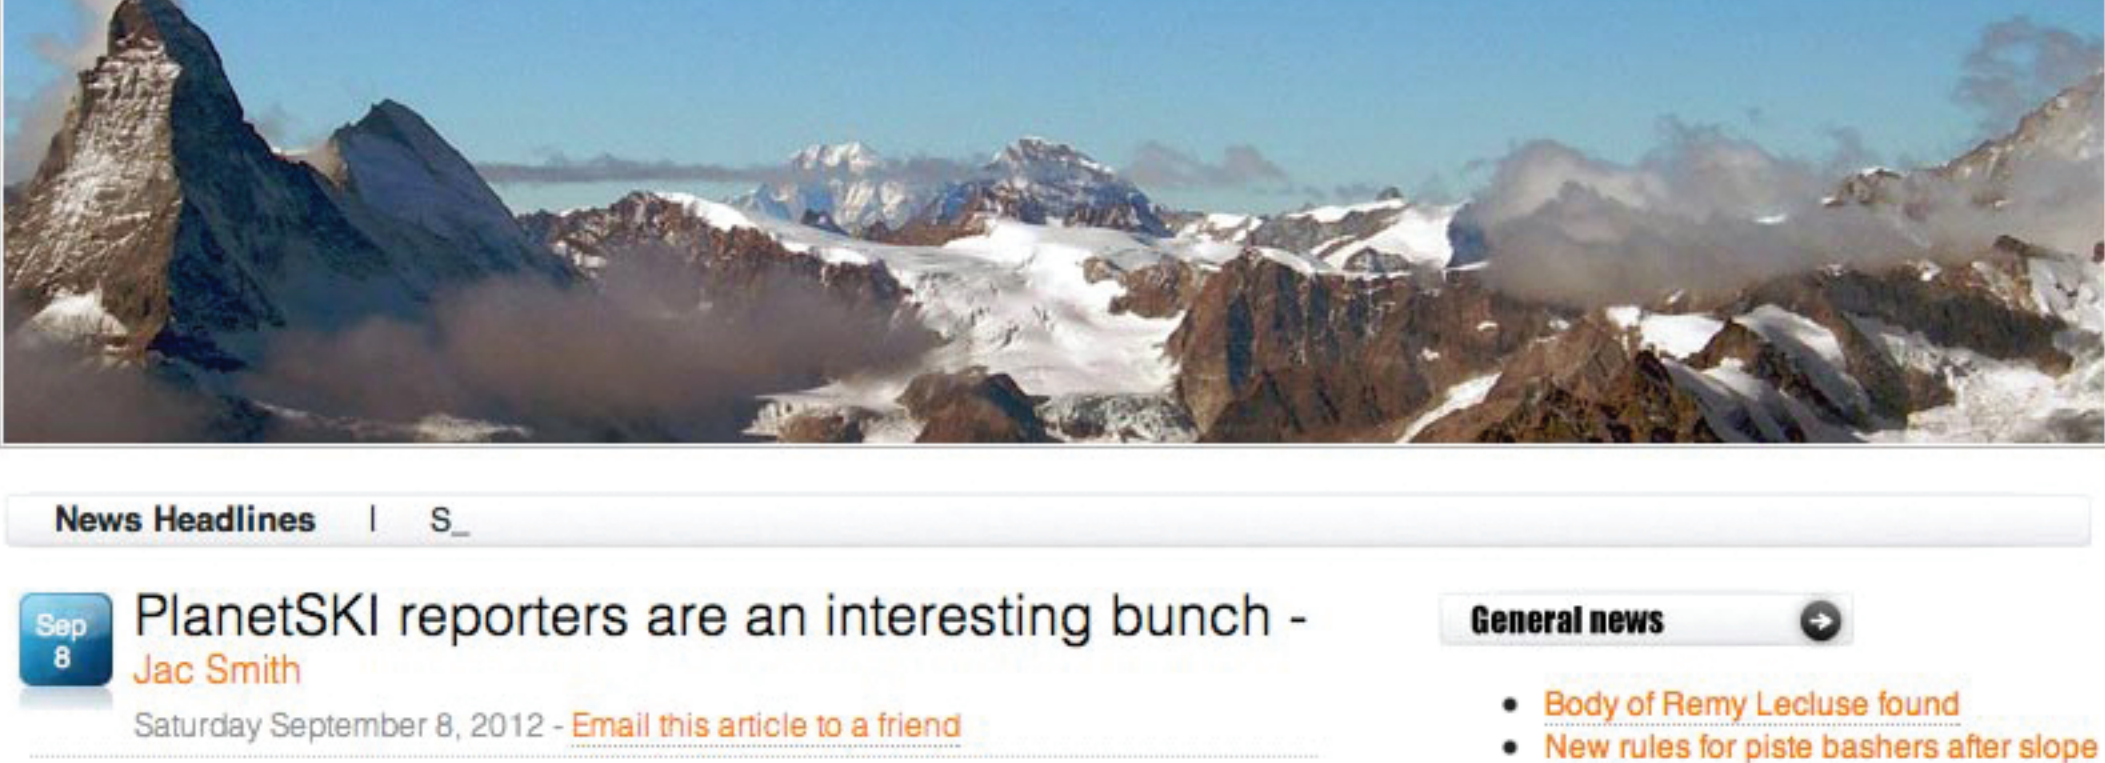 News Headlines | S_
Sep
8
PlanetSKI reporters are an interesting bunch -
Jac Smith
Saturday September 8, 2012 - Email this article to a friend
General news
• Body of Remy Lecluse found
• New rules for piste bashers after slope